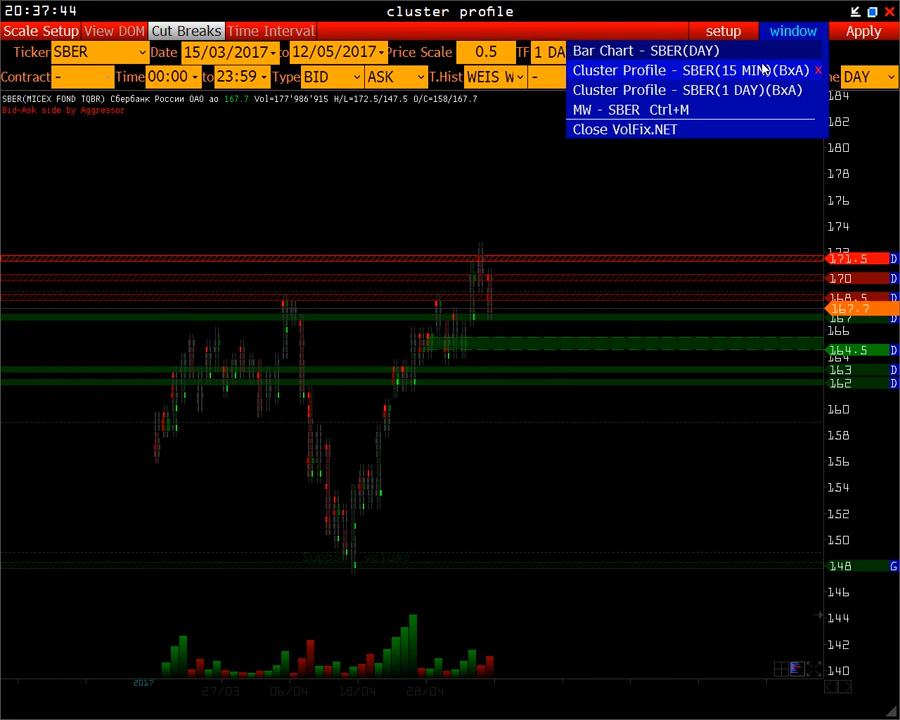 20:37:44
cluster profile
Scale Setup View DOM Cut Breaks Time Interval
setup window Apply
Ticker SBER Date 15/03/2017 to 12/05/2017 Price Scale 0.5 TF 1 DA
Contract - Time 00:00 to 23:59 Type BID ASK T.Hist WEIS W - DAY
Bar Chart - SBER(DAY)
Cluster Profile - SBER(15 MIN)(BxA) x
Cluster Profile - SBER(1 DAY)(BxA)
MW - SBER Ctrl+M
Close VolFix.NET
SBER(MICEX FOND TQBR) Сбербанк России ОАО ао 167.7 Vol=177'986'915 H/L=172.5/147.5 O/C=158/167.7
Bid-Ask side by Aggressor
184
182
180
178
176
174
172
171.5 D
170 D
168.5 D
167.7
167 D
166
164.5 D
164
163 D
162 D
160
158
156
154
152
150
148 G
146
144
142
140
2017
27/03 06/04 18/04 28/04